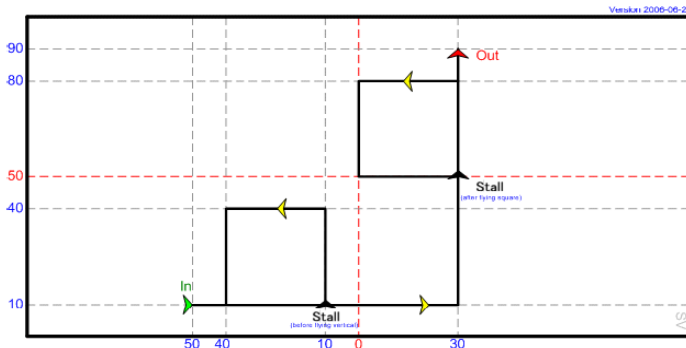 Version 2006-06-2
90
Out
80
50
Stall
(after flying square)
40
In
10
Stall
(before flying vertical)
50 40 10 0 30
SV